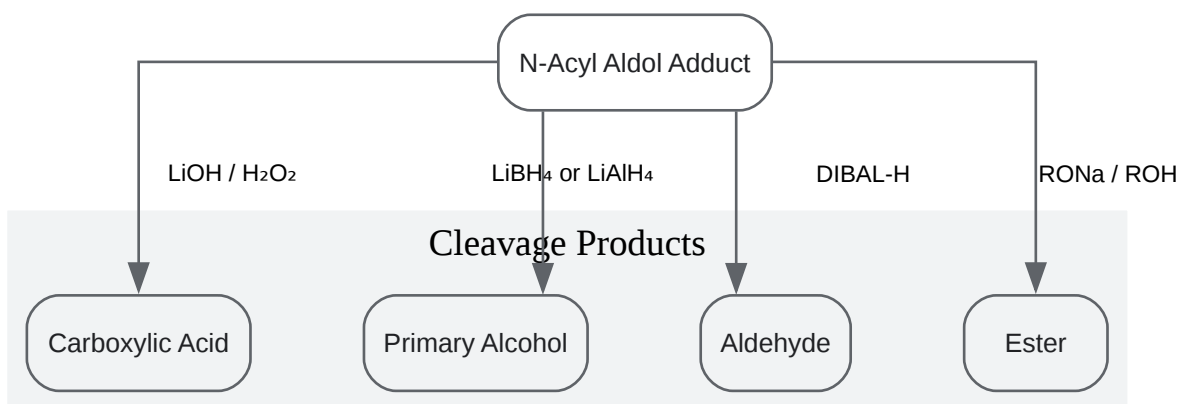 N-Acyl Aldol Adduct
LiOH / H₂O₂
LiBH₄ or LiAlH₄
DIBAL-H
RONa / ROH
Cleavage Products
Carboxylic Acid
Primary Alcohol
Aldehyde
Ester